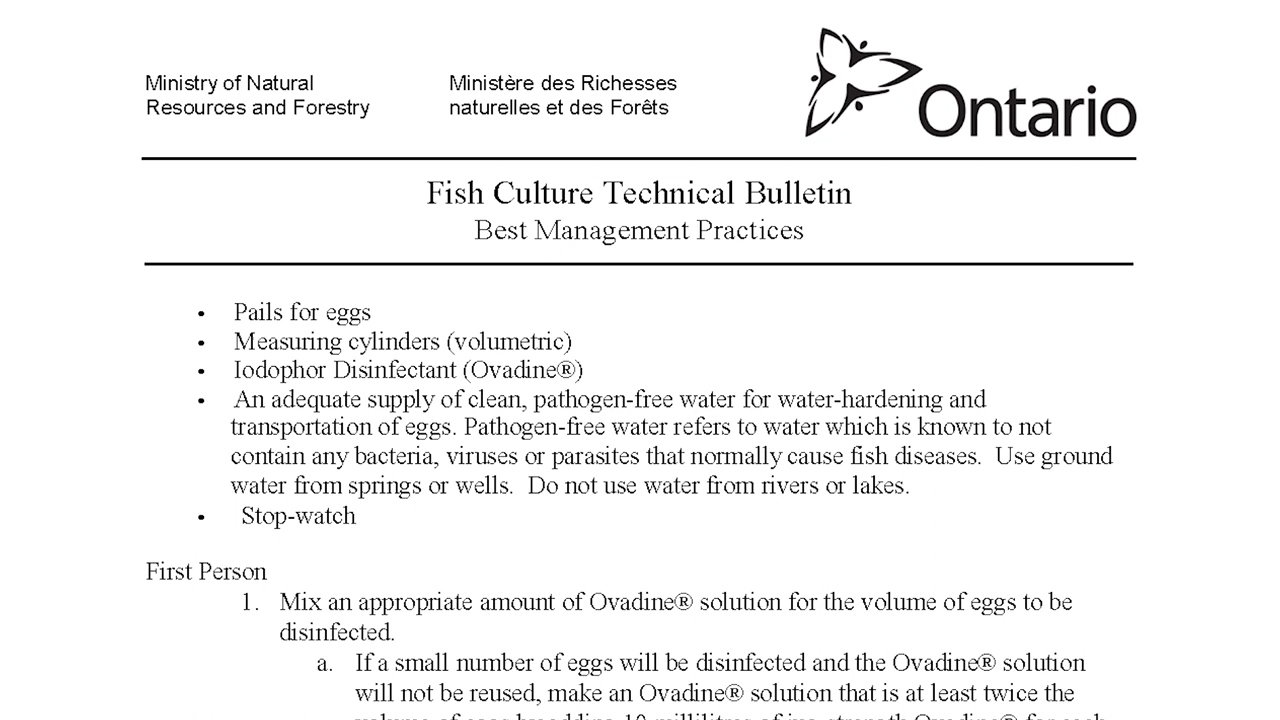 Ministry of Natural
Resources and Forestry
Ministère des Richesses
naturelles et des Forêts
Ontario
Fish Culture Technical Bulletin
Best Management Practices
• Pails for eggs
• Measuring cylinders (volumetric)
• Iodophor Disinfectant (Ovadine®)
• An adequate supply of clean, pathogen-free water for water-hardening and
transportation of eggs. Pathogen-free water refers to water which is known to not
contain any bacteria, viruses or parasites that normally cause fish diseases.  Use ground
water from springs or wells.  Do not use water from rivers or lakes.
• Stop-watch
First Person
1. Mix an appropriate amount of Ovadine® solution for the volume of eggs to be
disinfected.
a. If a small number of eggs will be disinfected and the Ovadine® solution
will not be reused, make an Ovadine® solution that is at least twice the